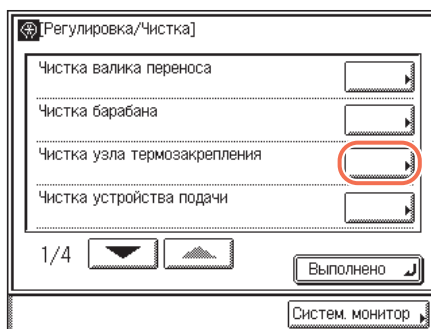 [Регулировка/Чистка]
Чистка валика переноса
Чистка барабана
Чистка узла термозакрепления
Чистка устройства подачи
1/4
Выполнено
Систем. монитор